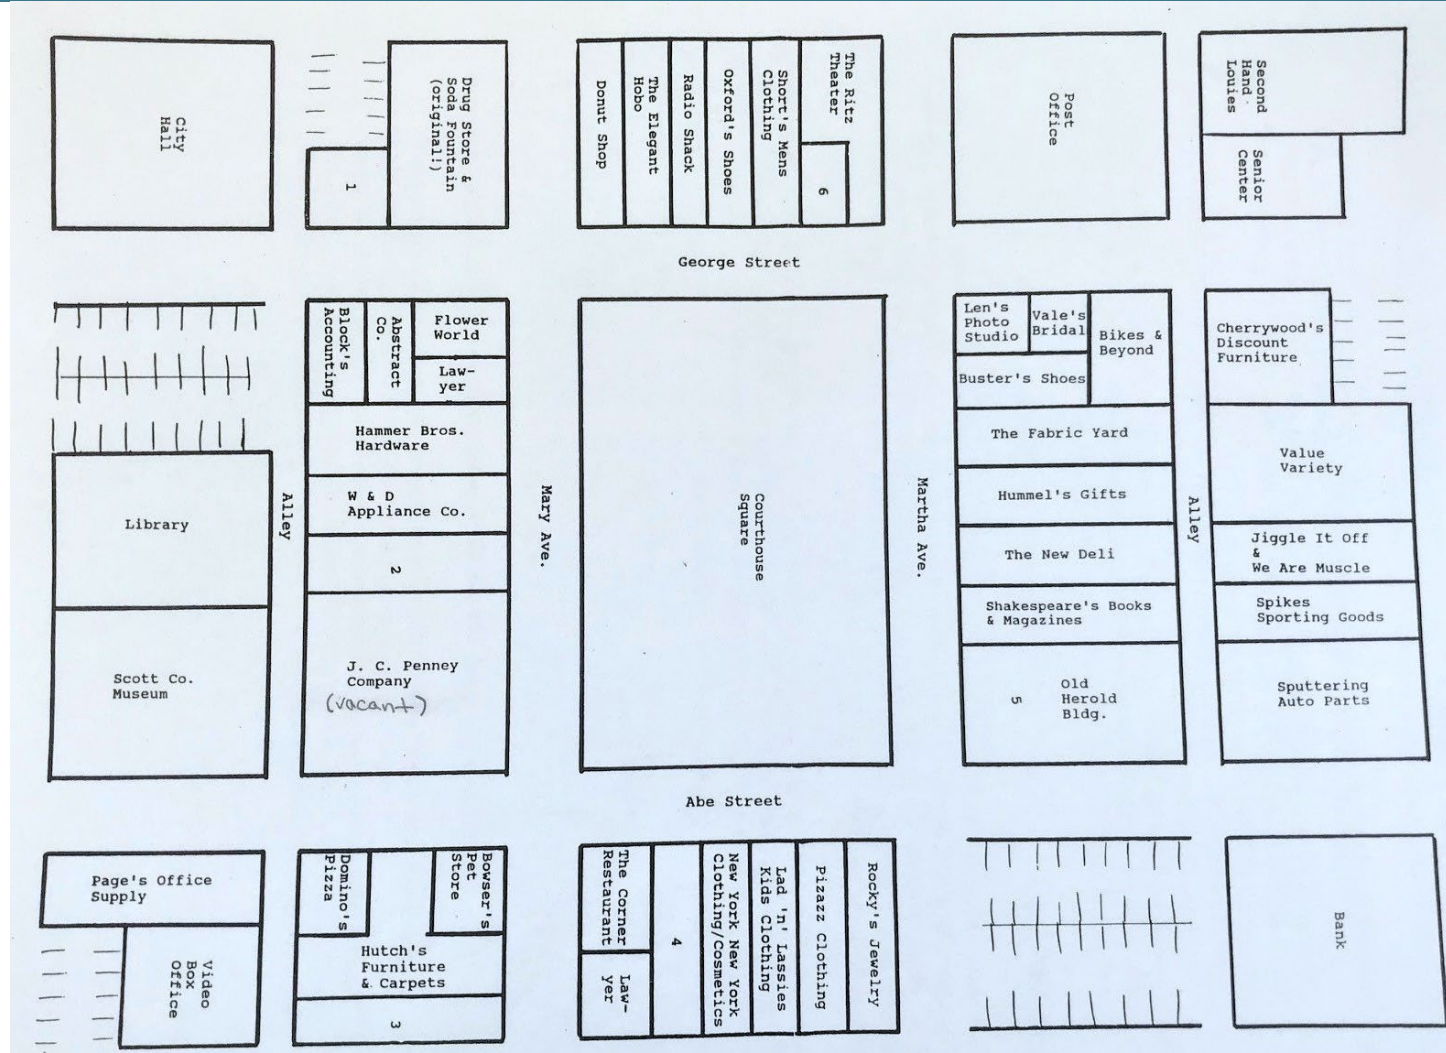 City
Hall
1
Drug Store &
Soda Fountain
(original!)
Donut Shop
The Elegant
Hobo
Radio Shack
Oxford's Shoes
Short's Mens
Clothing
The Ritz
Theater
6
Post
Office
Second
Hand
Louies
Senior
Center
George Street
Block's
Accounting
Abstract
Co.
Flower
World
Law-
yer
Hammer Bros.
Hardware
W & D
Appliance Co.
2
J. C. Penney
Company
(vacant)
Library
Scott Co.
Museum
Alley
Mary Ave.
Courthouse
Square
Martha Ave.
Len's
Photo
Studio
Vale's
Bridal
Bikes &
Beyond
Buster's Shoes
The Fabric Yard
Hummel's Gifts
The New Deli
Shakespeare's Books
& Magazines
5
Old
Herold
Bldg.
Alley
Cherrywood's
Discount
Furniture
Value
Variety
Jiggle It Off
&
We Are Muscle
Spikes
Sporting Goods
Sputtering
Auto Parts
Abe Street
Page's Office
Supply
Video
Box
Office
Domino's
Pizza
Bowser's
Pet
Store
Hutch's
Furniture
& Carpets
3
The Corner
Restaurant
Law-
yer
4
New York New York
Clothing/Cosmetics
Lad 'n' Lassies
Kids Clothing
Pizazz Clothing
Rocky's Jewelry
Bank